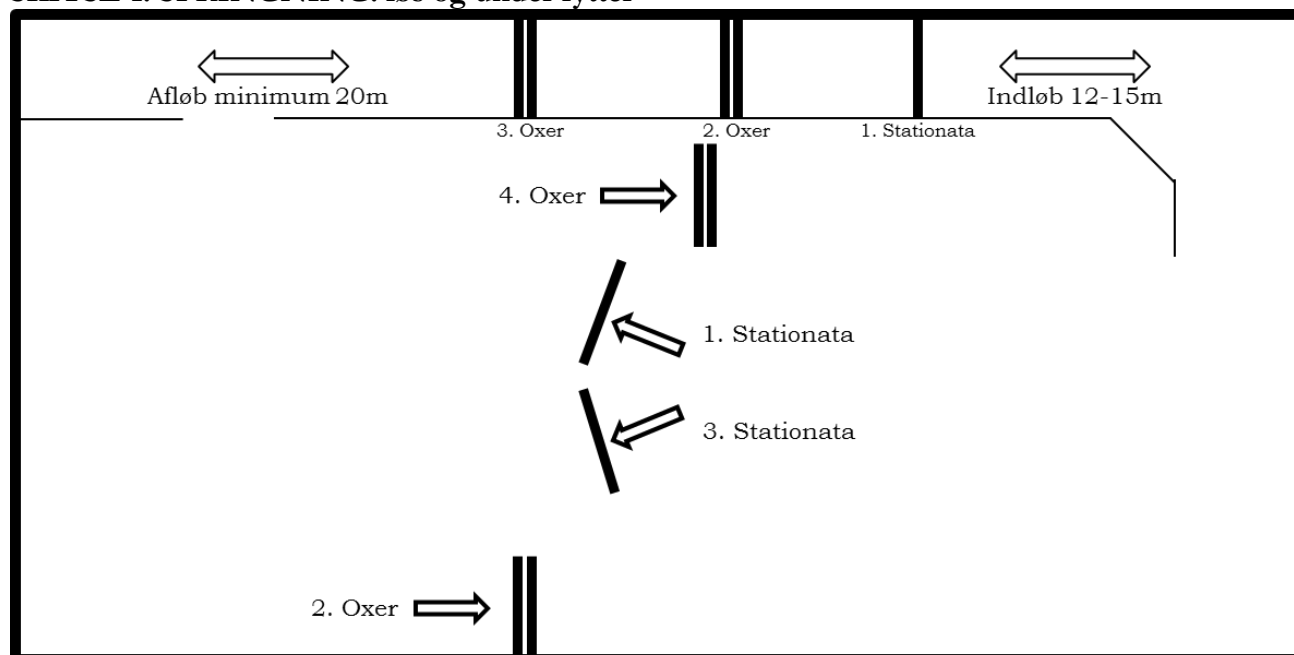 Afløb minimum 20m
Indløb 12-15m
3. Oxer
2. Oxer
1. Stationata
4. Oxer
1. Stationata
3. Stationata
2. Oxer